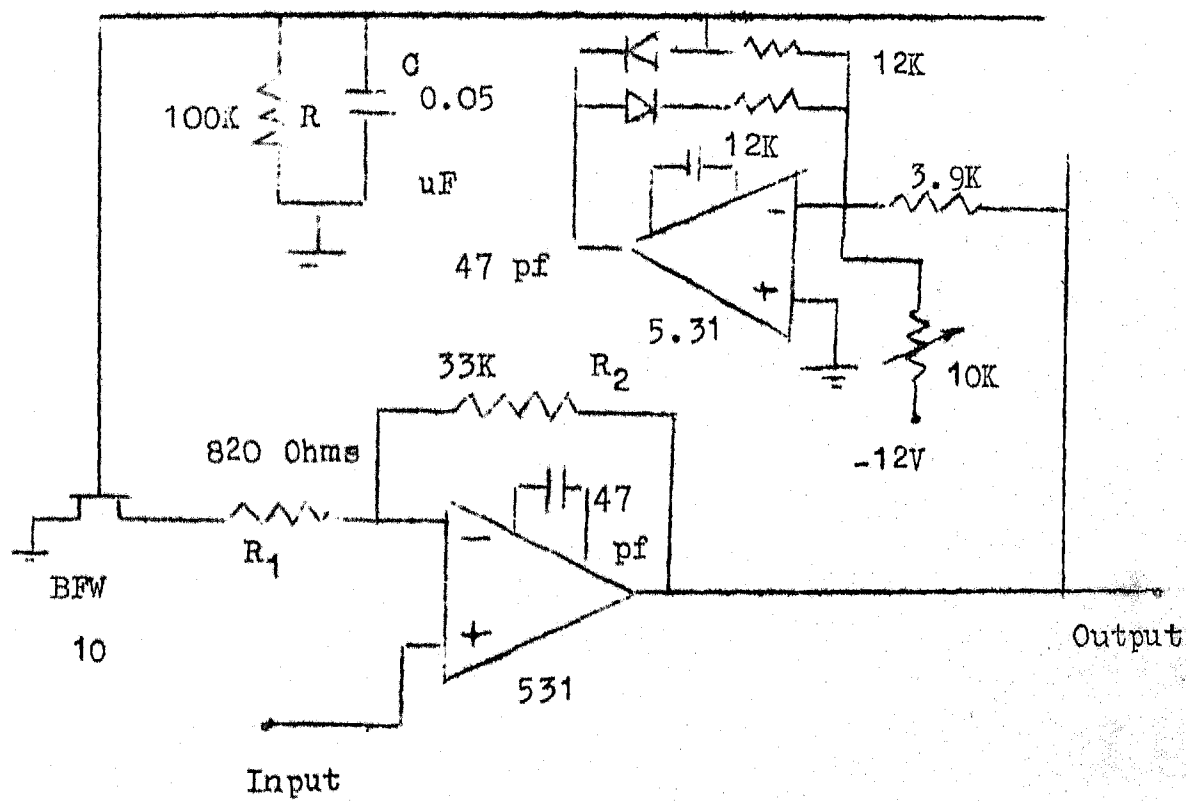 C
0.05
uF
100K
R
12K
12K
3.9K
-
+
47 pf
5.31
10K
-12V
33K
R2
820 Ohms
R1
47
pf
-
+
531
BFW
10
Input
Output